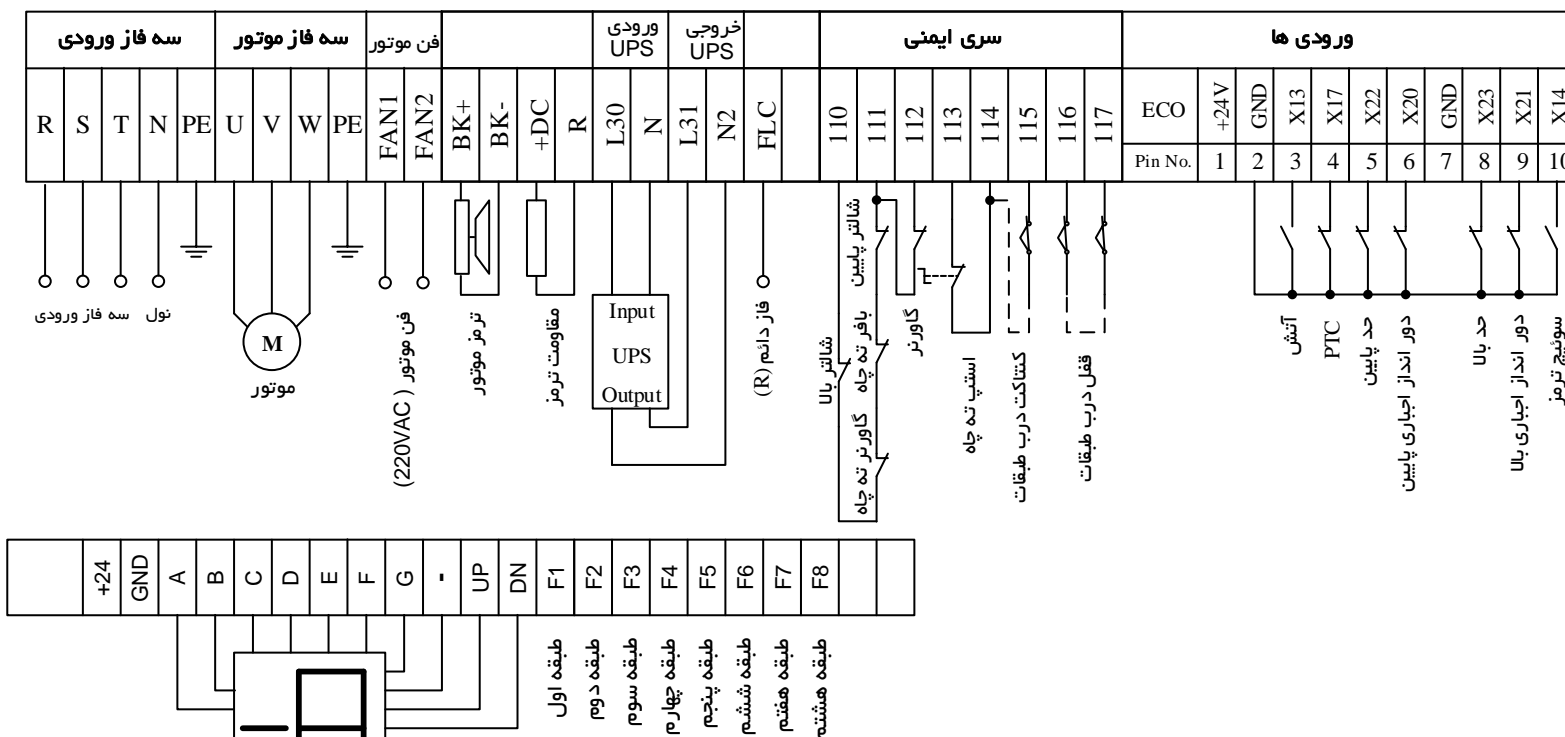 سه فاز ورودی
سه فاز موتور
فن موتور
ورودی
UPS
خروجی
UPS
سری ایمنی
ورودی ها
R S T N PE U V W PE FAN1 FAN2 BK+ BK- +DC R L30 N L31 N2 FLC 110 111 112 113 114 115 116 117 ECO +24V GND X13 X17 X22 X20 GND X23 X21 X14
Pin No. 1 2 3 4 5 6 7 8 9 10
سه فاز ورودی
نول
M
موتور
فن موتور (220VAC)
ترمز موتور
مقاومت ترمز
Input
UPS
Output
فاز دائم (R)
شالتر بالا
شالتر پایین
بافر ته چاه
گاورنر ته چاه
گاورنر
استپ ته چاه
کنتاکت درب طبقات
قفل درب طبقات
آتش
PTC
حد پایین
دور انداز اجباری پایین
حد بالا
دور انداز اجباری بالا
سوئیچ ترمز
+24 GND A B C D E F G - UP DN F1 F2 F3 F4 F5 F6 F7 F8
طبقه اول
طبقه دوم
طبقه سوم
طبقه چهارم
طبقه پنجم
طبقه ششم
طبقه هفتم
طبقه هشتم